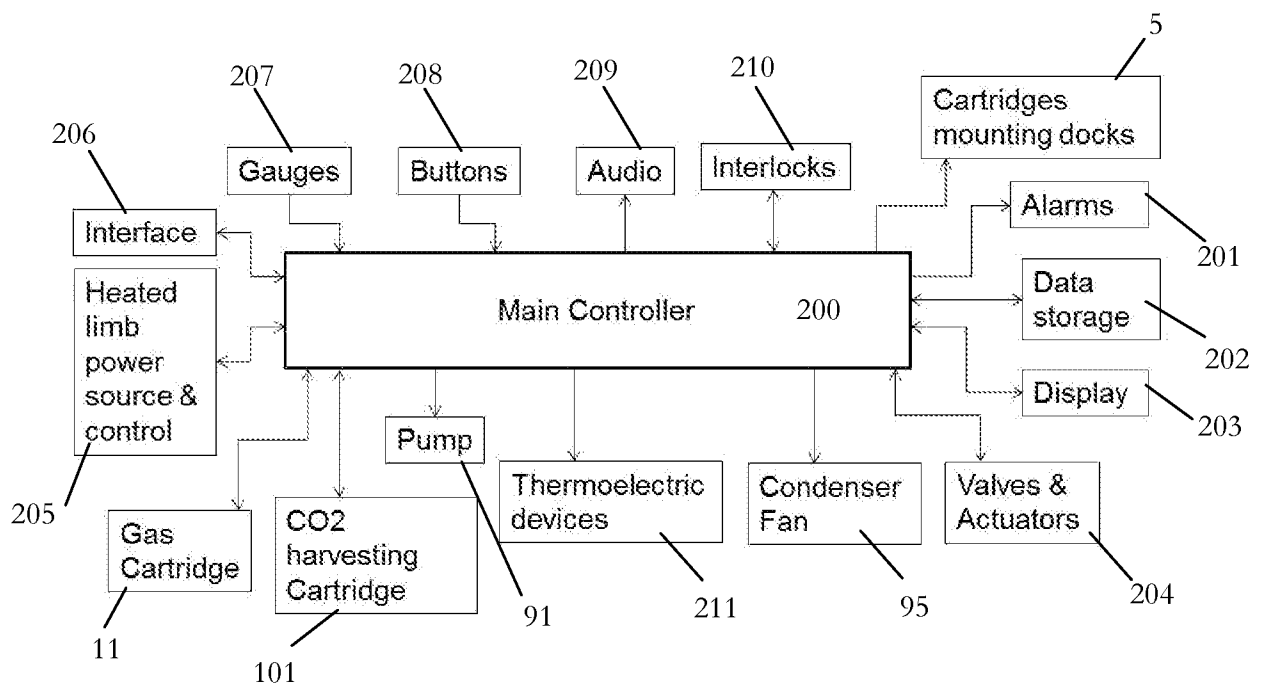 5
207
208
209
210
Cartridges
mounting docks
206
Gauges
Buttons
Audio
Interlocks
Alarms
Interface
201
Heated
limb
power
source &
control
Main Controller
200
Data
storage
202
Display
203
Pump
205
Gas
Cartridge
CO2
harvesting
Cartridge
Thermoelectric
devices
Condenser
Fan
Valves &
Actuators
11
101
91
211
95
204